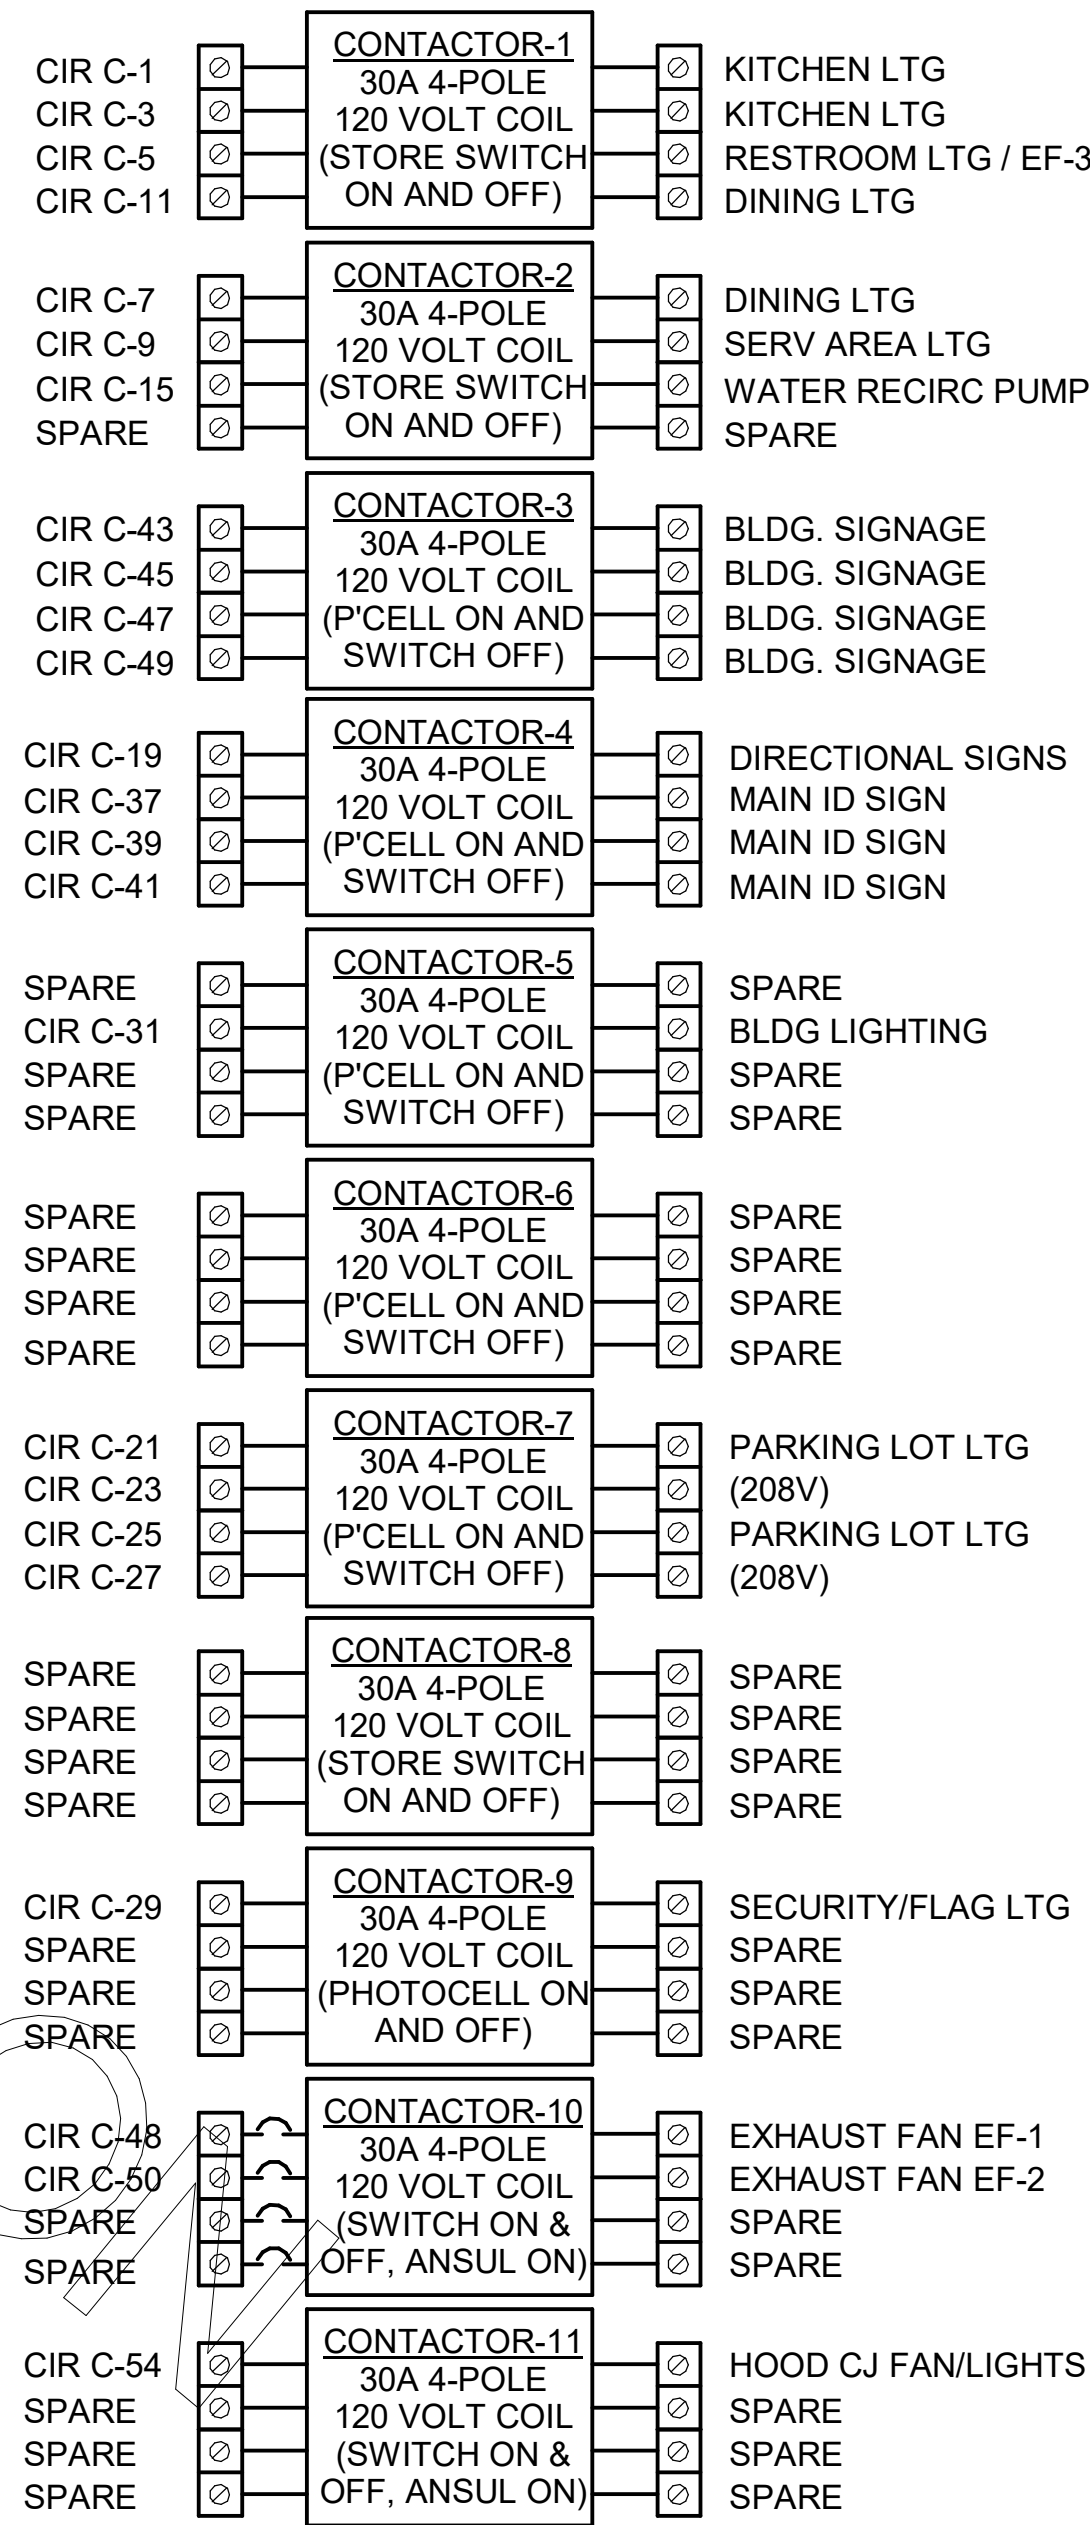 CIR C-1
CIR C-3
CIR C-5
CIR C-11
CONTACTOR-1
30A 4-POLE
120 VOLT COIL
(STORE SWITCH
ON AND OFF)
KITCHEN LTG
KITCHEN LTG
RESTROOM LTG / EF-3
DINING LTG
CIR C-7
CIR C-9
CIR C-15
SPARE
CONTACTOR-2
30A 4-POLE
120 VOLT COIL
(STORE SWITCH
ON AND OFF)
DINING LTG
SERV AREA LTG
WATER RECIRC PUMP
SPARE
CIR C-43
CIR C-45
CIR C-47
CIR C-49
CONTACTOR-3
30A 4-POLE
120 VOLT COIL
(P'CELL ON AND
SWITCH OFF)
BLDG. SIGNAGE
BLDG. SIGNAGE
BLDG. SIGNAGE
BLDG. SIGNAGE
CIR C-19
CIR C-37
CIR C-39
CIR C-41
CONTACTOR-4
30A 4-POLE
120 VOLT COIL
(P'CELL ON AND
SWITCH OFF)
DIRECTIONAL SIGNS
MAIN ID SIGN
MAIN ID SIGN
MAIN ID SIGN
SPARE
CIR C-31
SPARE
SPARE
CONTACTOR-5
30A 4-POLE
120 VOLT COIL
(P'CELL ON AND
SWITCH OFF)
SPARE
BLDG LIGHTING
SPARE
SPARE
SPARE
SPARE
SPARE
SPARE
CONTACTOR-6
30A 4-POLE
120 VOLT COIL
(P'CELL ON AND
SWITCH OFF)
SPARE
SPARE
SPARE
SPARE
CIR C-21
CIR C-23
CIR C-25
CIR C-27
CONTACTOR-7
30A 4-POLE
120 VOLT COIL
(P'CELL ON AND
SWITCH OFF)
PARKING LOT LTG
(208V)
PARKING LOT LTG
(208V)
SPARE
SPARE
SPARE
SPARE
CONTACTOR-8
30A 4-POLE
120 VOLT COIL
(STORE SWITCH
ON AND OFF)
SPARE
SPARE
SPARE
SPARE
CIR C-29
SPARE
SPARE
SPARE
CONTACTOR-9
30A 4-POLE
120 VOLT COIL
(PHOTOCELL ON
AND OFF)
SECURITY/FLAG LTG
SPARE
SPARE
SPARE
CIR C-48
CIR C-50
SPARE
SPARE
CONTACTOR-10
30A 4-POLE
120 VOLT COIL
(SWITCH ON &
OFF, ANSUL ON)
EXHAUST FAN EF-1
EXHAUST FAN EF-2
SPARE
SPARE
CIR C-54
SPARE
SPARE
SPARE
CONTACTOR-11
30A 4-POLE
120 VOLT COIL
(SWITCH ON &
OFF, ANSUL ON)
HOOD CJ FAN/LIGHTS
SPARE
SPARE
SPARE